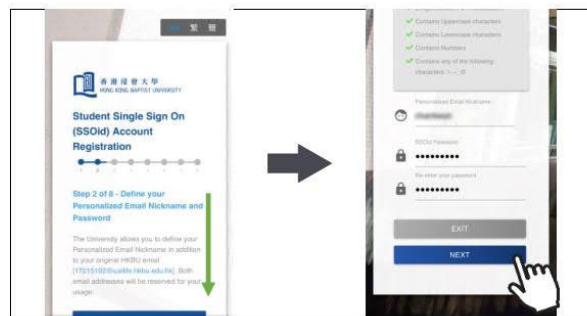 繁 簡
香港浸會大學
HONG KONG BAPTIST UNIVERSITY
Student Single Sign On
(SSOid) Account
Registration
Step 2 of 8 - Define your
Personalized Email Nickname and
Password
The University allows you to define your
Personalized Email Nickname in addition
to your original HKBU email
[17215102@life.hkbu.edu.hk]. Both
email addresses will be reserved for your
usage.
Contains Uppercase characters
Contains Lowercase characters
Contains Numbers
Contains any of the following
characters
Personalized Email Nickname
SSOid Password
Re-enter your password
EXIT
NEXT